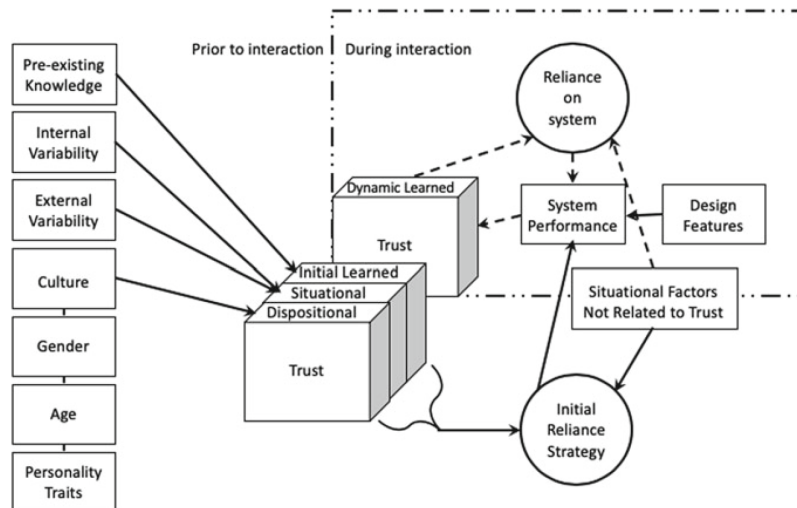 Prior to interaction
During interaction
Pre-existing
Knowledge
Internal
Variability
External
Variability
Culture
Gender
Age
Personality
Traits
Reliance
on
system
Dynamic Learned
Trust
System
Performance
Design
Features
Initial Learned
Situational
Dispositional
Trust
Situational Factors
Not Related to Trust
Initial
Reliance
Strategy